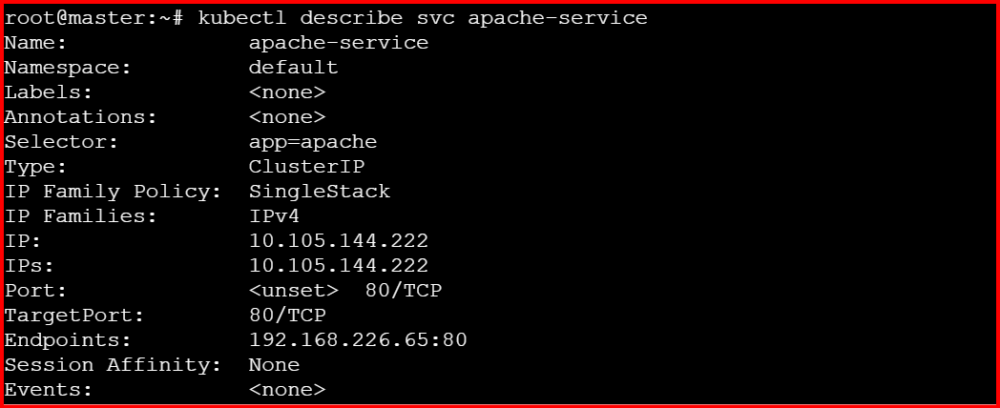 root@master:~# kubectl describe svc apache-service
Name:              apache-service
Namespace:         default
Labels:            <none>
Annotations:       <none>
Selector:          app=apache
Type:              ClusterIP
IP Family Policy:  SingleStack
IP Families:       IPv4
IP:                10.105.144.222
IPs:               10.105.144.222
Port:              <unset>  80/TCP
TargetPort:        80/TCP
Endpoints:         192.168.226.65:80
Session Affinity:  None
Events:            <none>